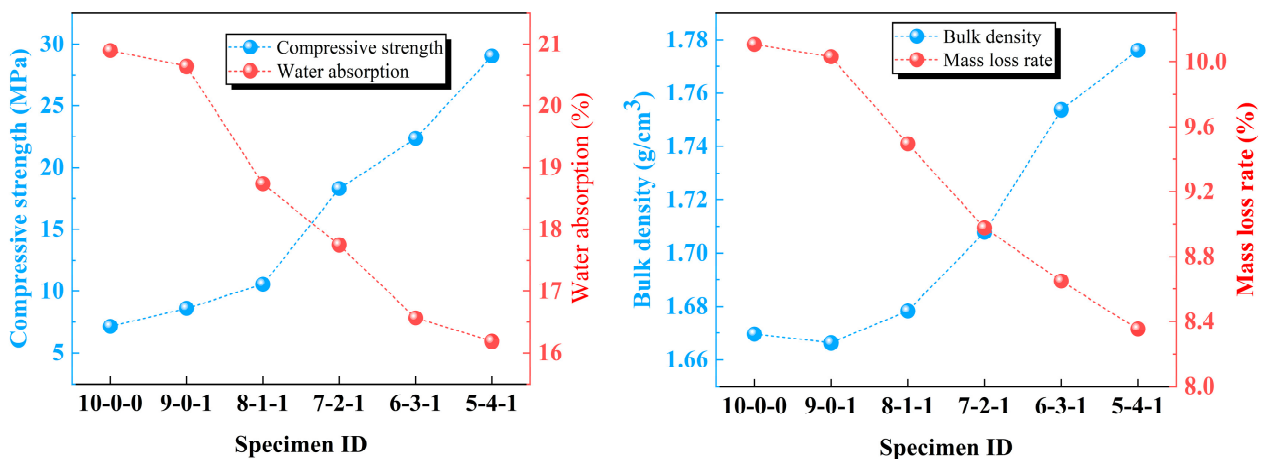 Compressive strength (MPa)
30
25
20
15
10
5
Compressive strength
Water absorption
21
20
19
18
17
16
Water absorption (%)
10-0-0 9-0-1 8-1-1 7-2-1 6-3-1 5-4-1
Specimen ID
Bulk density (g/cm³)
1.78
1.76
1.74
1.72
1.70
1.68
1.66
Bulk density
Mass loss rate
10.0
9.6
9.2
8.8
8.4
8.0
Mass loss rate (%)
10-0-0 9-0-1 8-1-1 7-2-1 6-3-1 5-4-1
Specimen ID